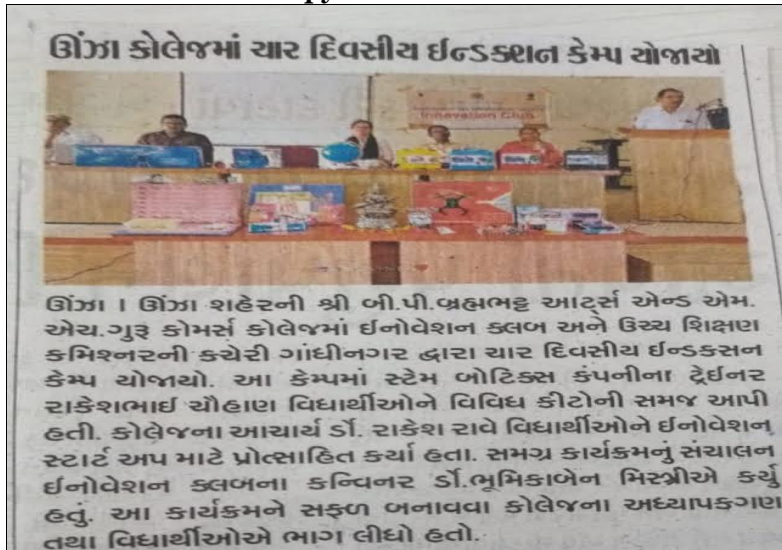 ઊંઝા કોલેજમાં ચાર દિવસીય ઈન્ડક્શન કેમ્પ યોજાયો
Innovation Club
ઊંઝા । ઊંઝા શહેરની શ્રી બી.પી.બ્રહ્મભટ્ટ આર્ટ્સ એન્ડ એમ.
એચ.ગુરૂ કોમર્સ કોલેજમાં ઈનોવેશન ક્લબ અને ઉચ્ચ શિક્ષણ
કમિશ્નરની કચેરી ગાંધીનગર દ્વારા ચાર દિવસીય ઈન્ડકસન
કેમ્પ યોજાયો. આ કેમ્પમાં સ્ટેમ બોટિક્સ કંપનીના ટ્રેઈનર
રાકેશભાઈ ચૌહાણ વિધાર્થીઓને વિવિધ કીટોની સમજ આપી
હતી. કોલેજના આચાર્ય ર્ડો. રાકેશ રાવે વિધાર્થીઓને ઈનોવેશન
સ્ટાર્ટ અપ માટે પ્રોત્સાહિત કર્યા હતા. સમગ્ર કાર્યક્રમનું સંચાલન
ઈનોવેશન ક્લબના કન્વિનર ર્ડો.ભૂમિકાબેન મિસ્ત્રીએ કર્યુ
હતું. આ કાર્યક્રમને સફળ બનાવવા કોલેજના અધ્યાપકગણ
તથા વિધાર્થીઓએ ભાગ લીધો હતો.